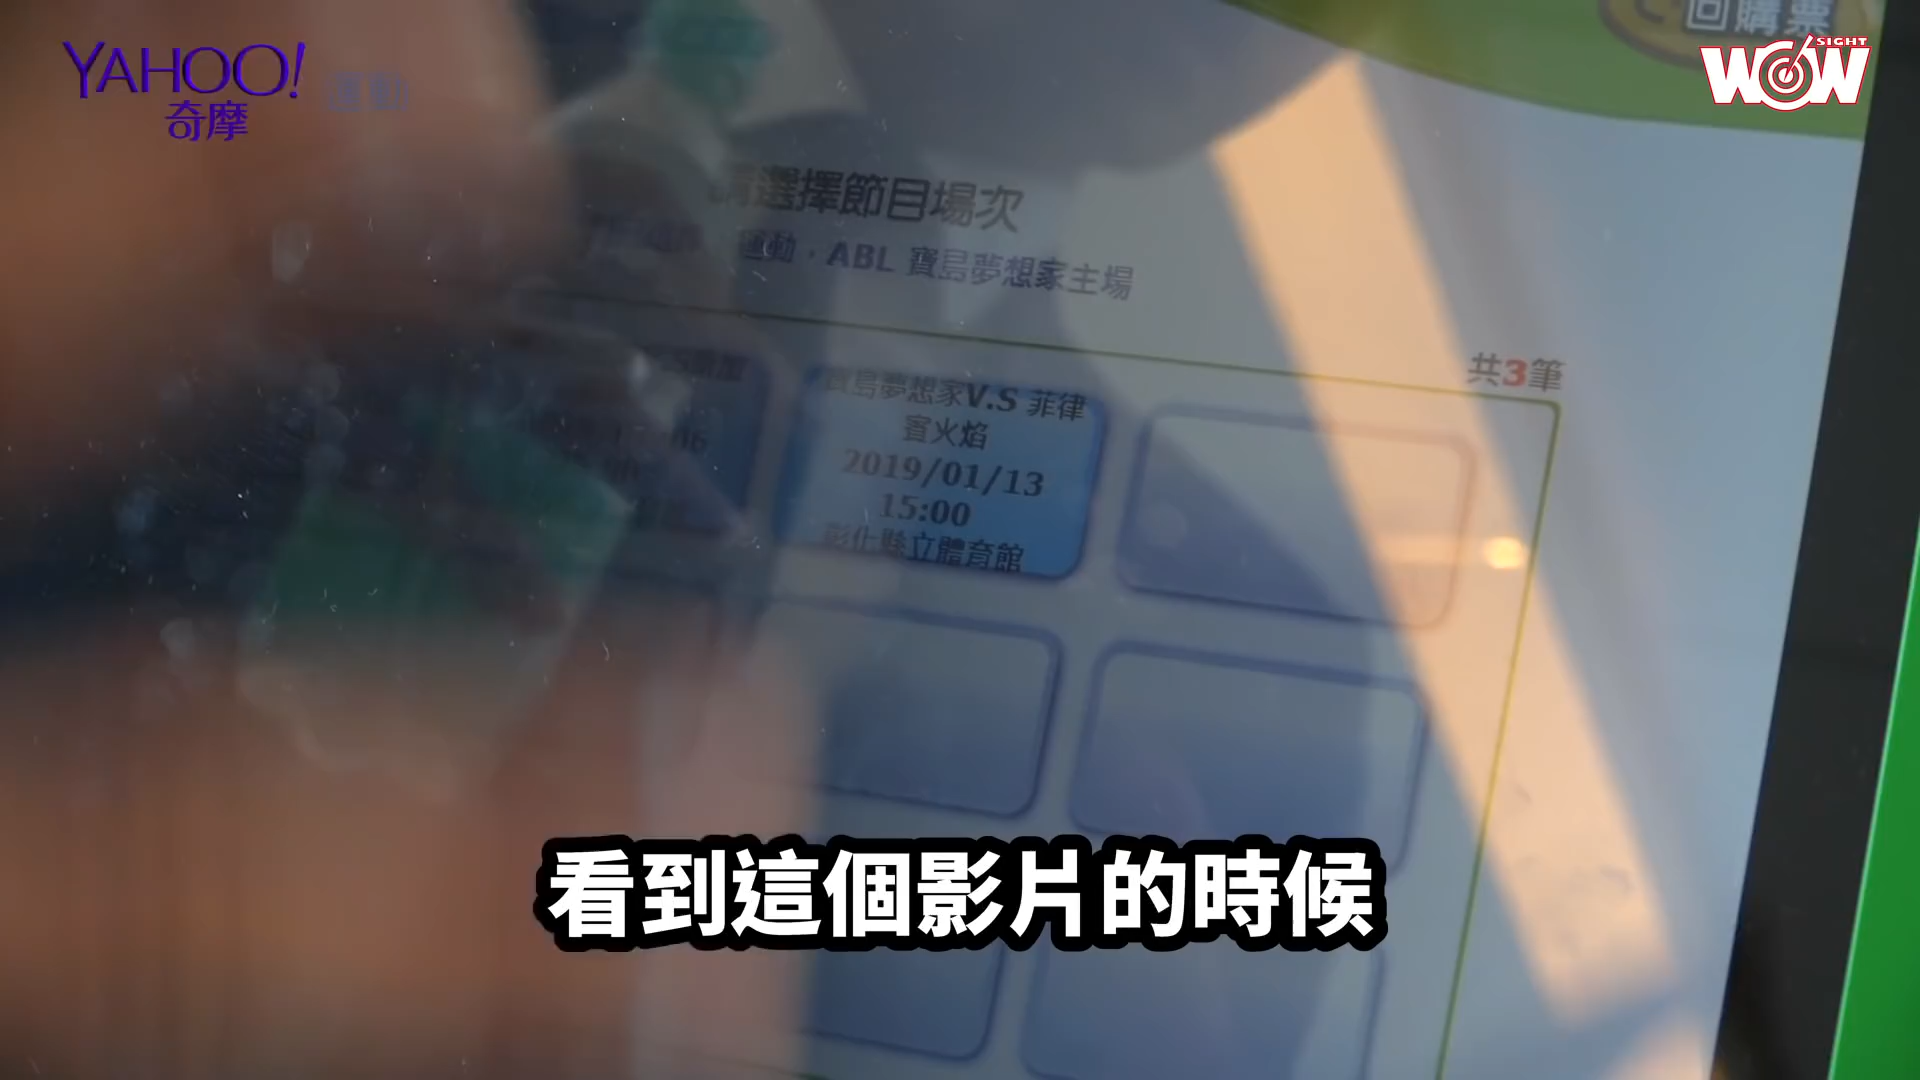 YAHOO!
奇摩
運動
回購票
WOW
SIGHT
請選擇節目場次
運動．ABL 寶島夢想家主場
共3筆
寶島夢想家V.S 菲律
賓火焰
2019/01/13
15:00
彰化縣立體育館
看到這個影片的時候